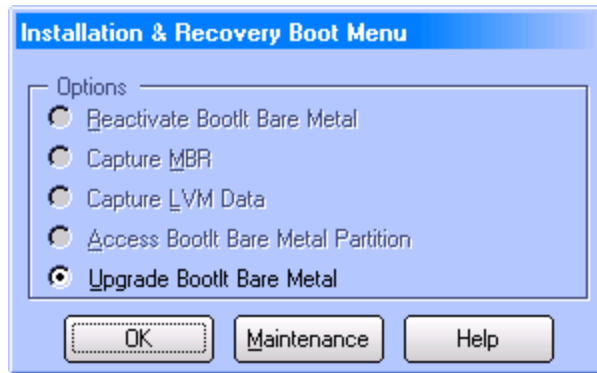 Installation & Recovery Boot Menu
Options
Reactivate BootIt Bare Metal
Capture MBR
Capture LVM Data
Access BootIt Bare Metal Partition
Upgrade BootIt Bare Metal
OK Maintenance Help